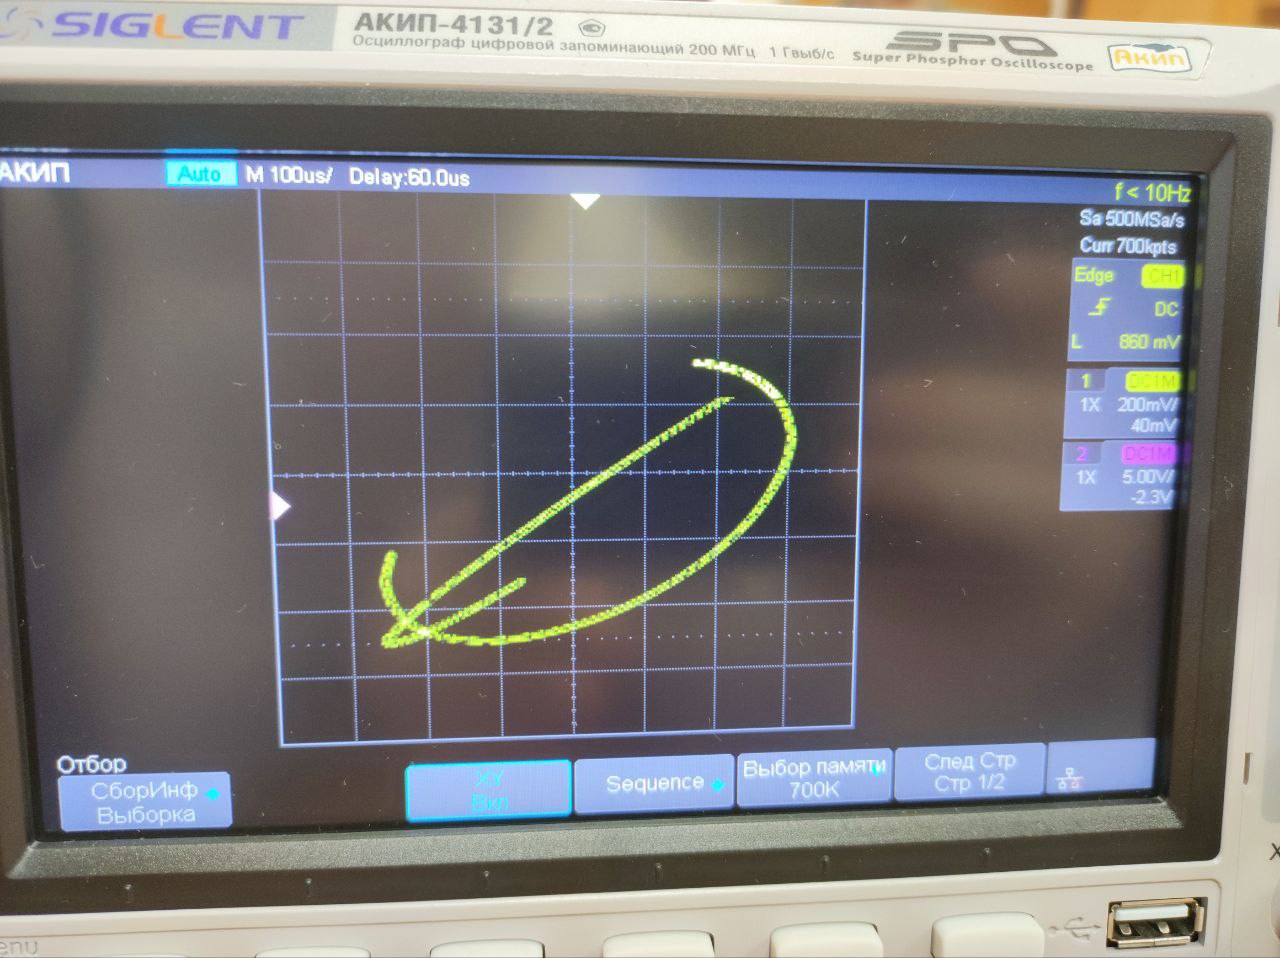 SIGLENT
АКИП-4131/2
Осциллограф цифровой запоминающий 200 МГц 1 Гвыб/с
SPO
Super Phosphor Oscilloscope
АКИП
АКИП
Auto
M 100us/
Delay:60.0us
f < 10Hz
Sa 500MSa/s
Curr 700kpts
Edge
CH1
DC
L
860 mV
1
DC1M
1X
200mV/
40mV
2
DC1M
1X
5.00V/
-2.3V
Отбор
СборИнф
Выборка
XY
Вкл
Sequence
Выбор памяти
700K
След Стр
Стр 1/2
enu
X